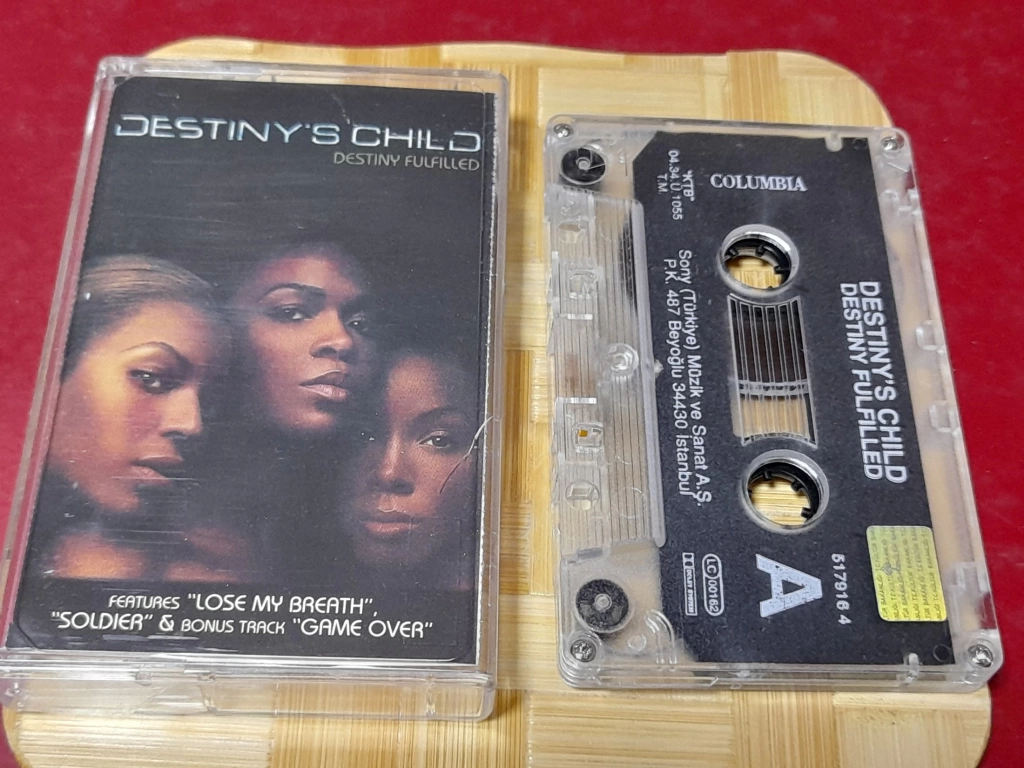 DESTINY'S CHILD
DESTINY FULFILLED
FEATURES "LOSE MY BREATH",
"SOLDIER" & BONUS TRACK "GAME OVER"
COLUMBIA
"KTB"
04.34.Ü.1055
T.M.
Sony (Türkiye) Müzik ve Sanat A.Ş.
P.K. 487 Beyoğlu 34430 İstanbul
DESTINY'S CHILD
DESTINY FULFILLED
A
LC 00162
517916 4